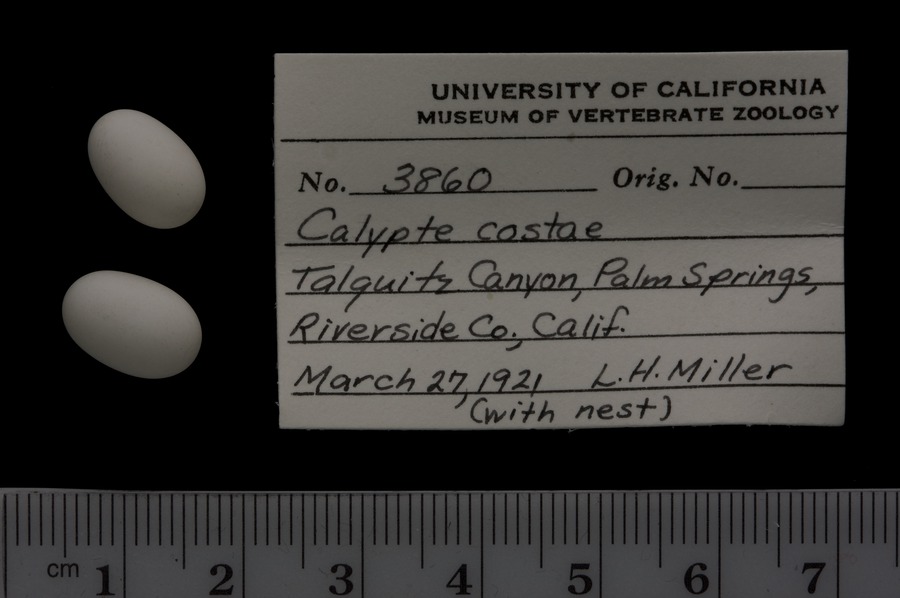 UNIVERSITY OF CALIFORNIA
MUSEUM OF VERTEBRATE ZOOLOGY
No. 3860 Orig. No.
Calypte costae
Talquitz Canyon, Palm Springs,
Riverside Co., Calif.
March 27, 1921 L.H. Miller
(with nest)
cm 1 2 3 4 5 6 7